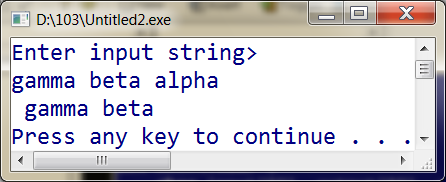 D:\103\Untitled2.exe
Enter input string>
gamma beta alpha
 gamma beta
Press any key to continue . . .